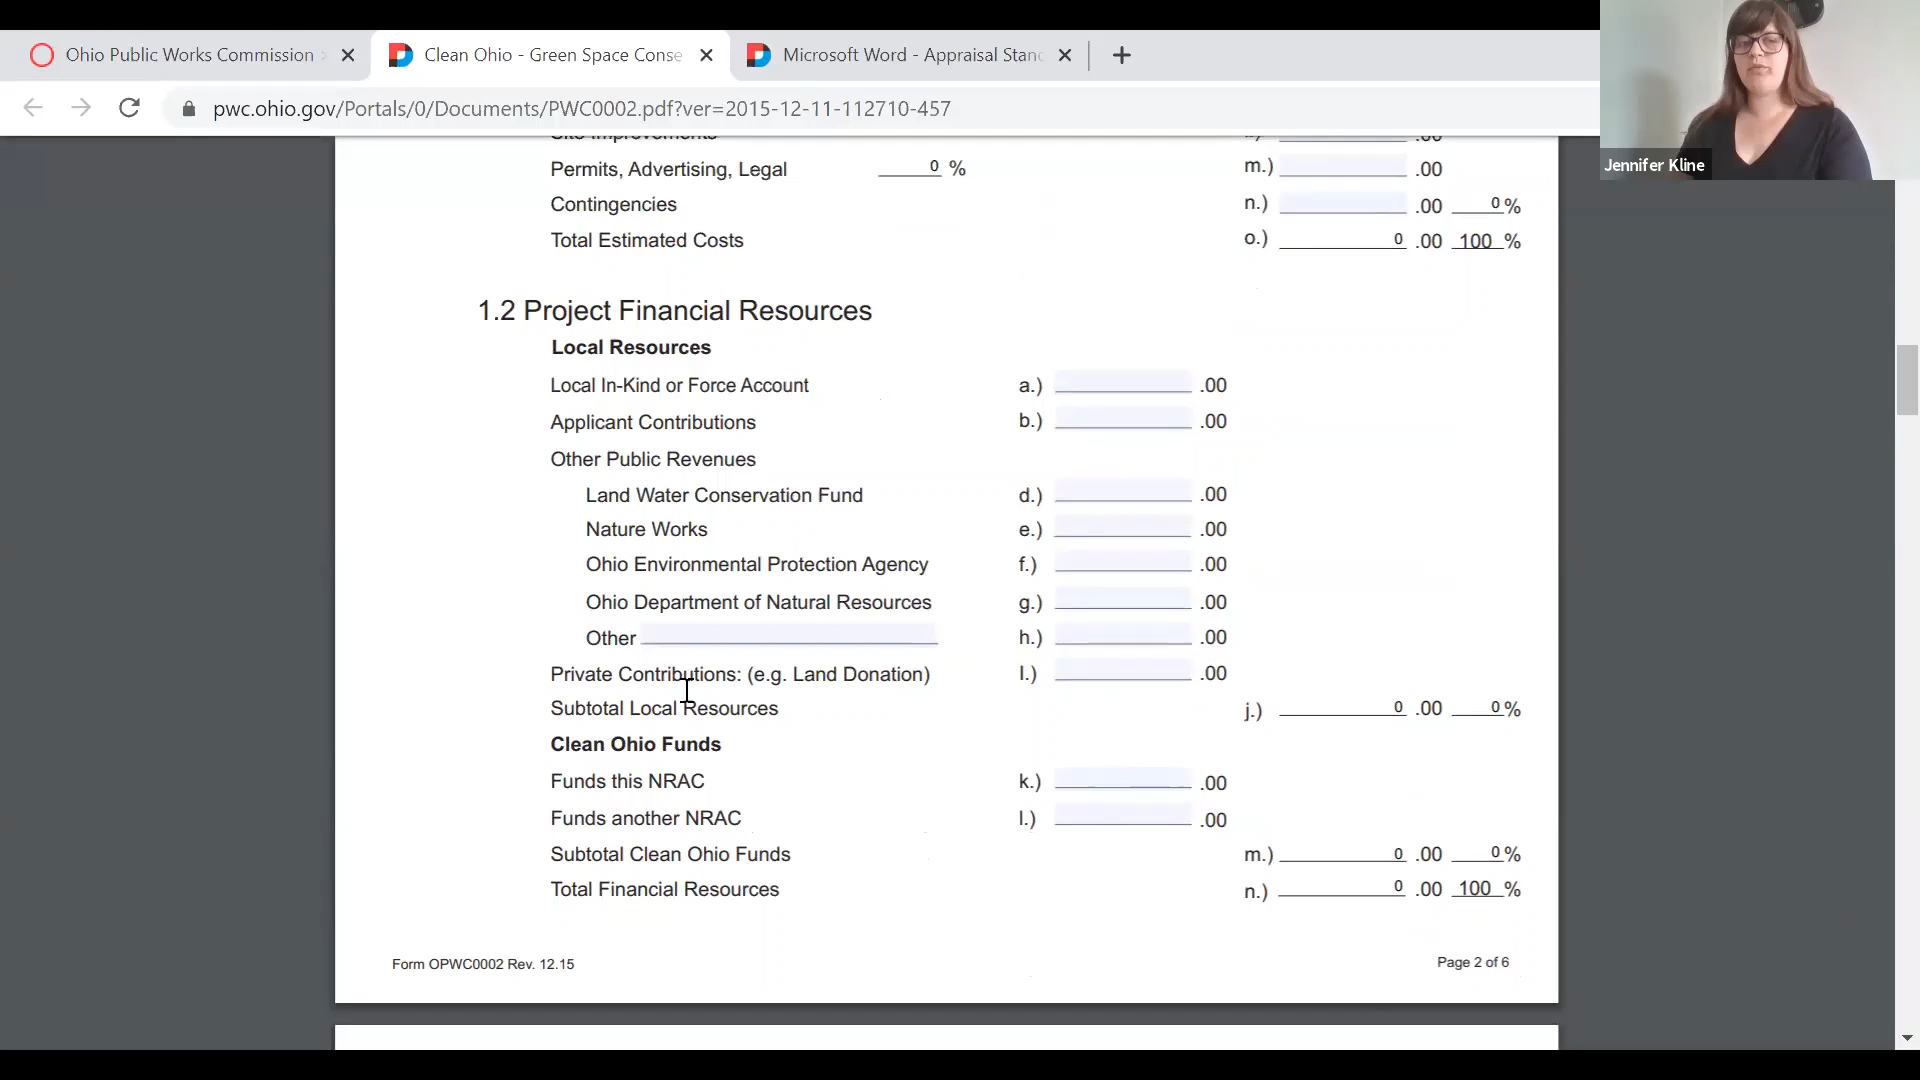 Ohio Public Works Commission
Clean Ohio - Green Space Conse
Microsoft Word - Appraisal Stand
pwc.ohio.gov/Portals/0/Documents/PWC0002.pdf?ver=2015-12-11-112710-457
Jennifer Kline
Site Improvements .00
Permits, Advertising, Legal 0 % m.) .00
Contingencies n.) .00 0 %
Total Estimated Costs o.) 0 .00 100 %
1.2 Project Financial Resources
Local Resources
Local In-Kind or Force Account a.) .00
Applicant Contributions b.) .00
Other Public Revenues
Land Water Conservation Fund d.) .00
Nature Works e.) .00
Ohio Environmental Protection Agency f.) .00
Ohio Department of Natural Resources g.) .00
Other h.) .00
Private Contributions: (e.g. Land Donation) I.) .00
Subtotal Local Resources j.) 0 .00 0 %
Clean Ohio Funds
Funds this NRAC k.) .00
Funds another NRAC l.) .00
Subtotal Clean Ohio Funds m.) 0 .00 0 %
Total Financial Resources n.) 0 .00 100 %
Form OPWC0002 Rev. 12.15 Page 2 of 6